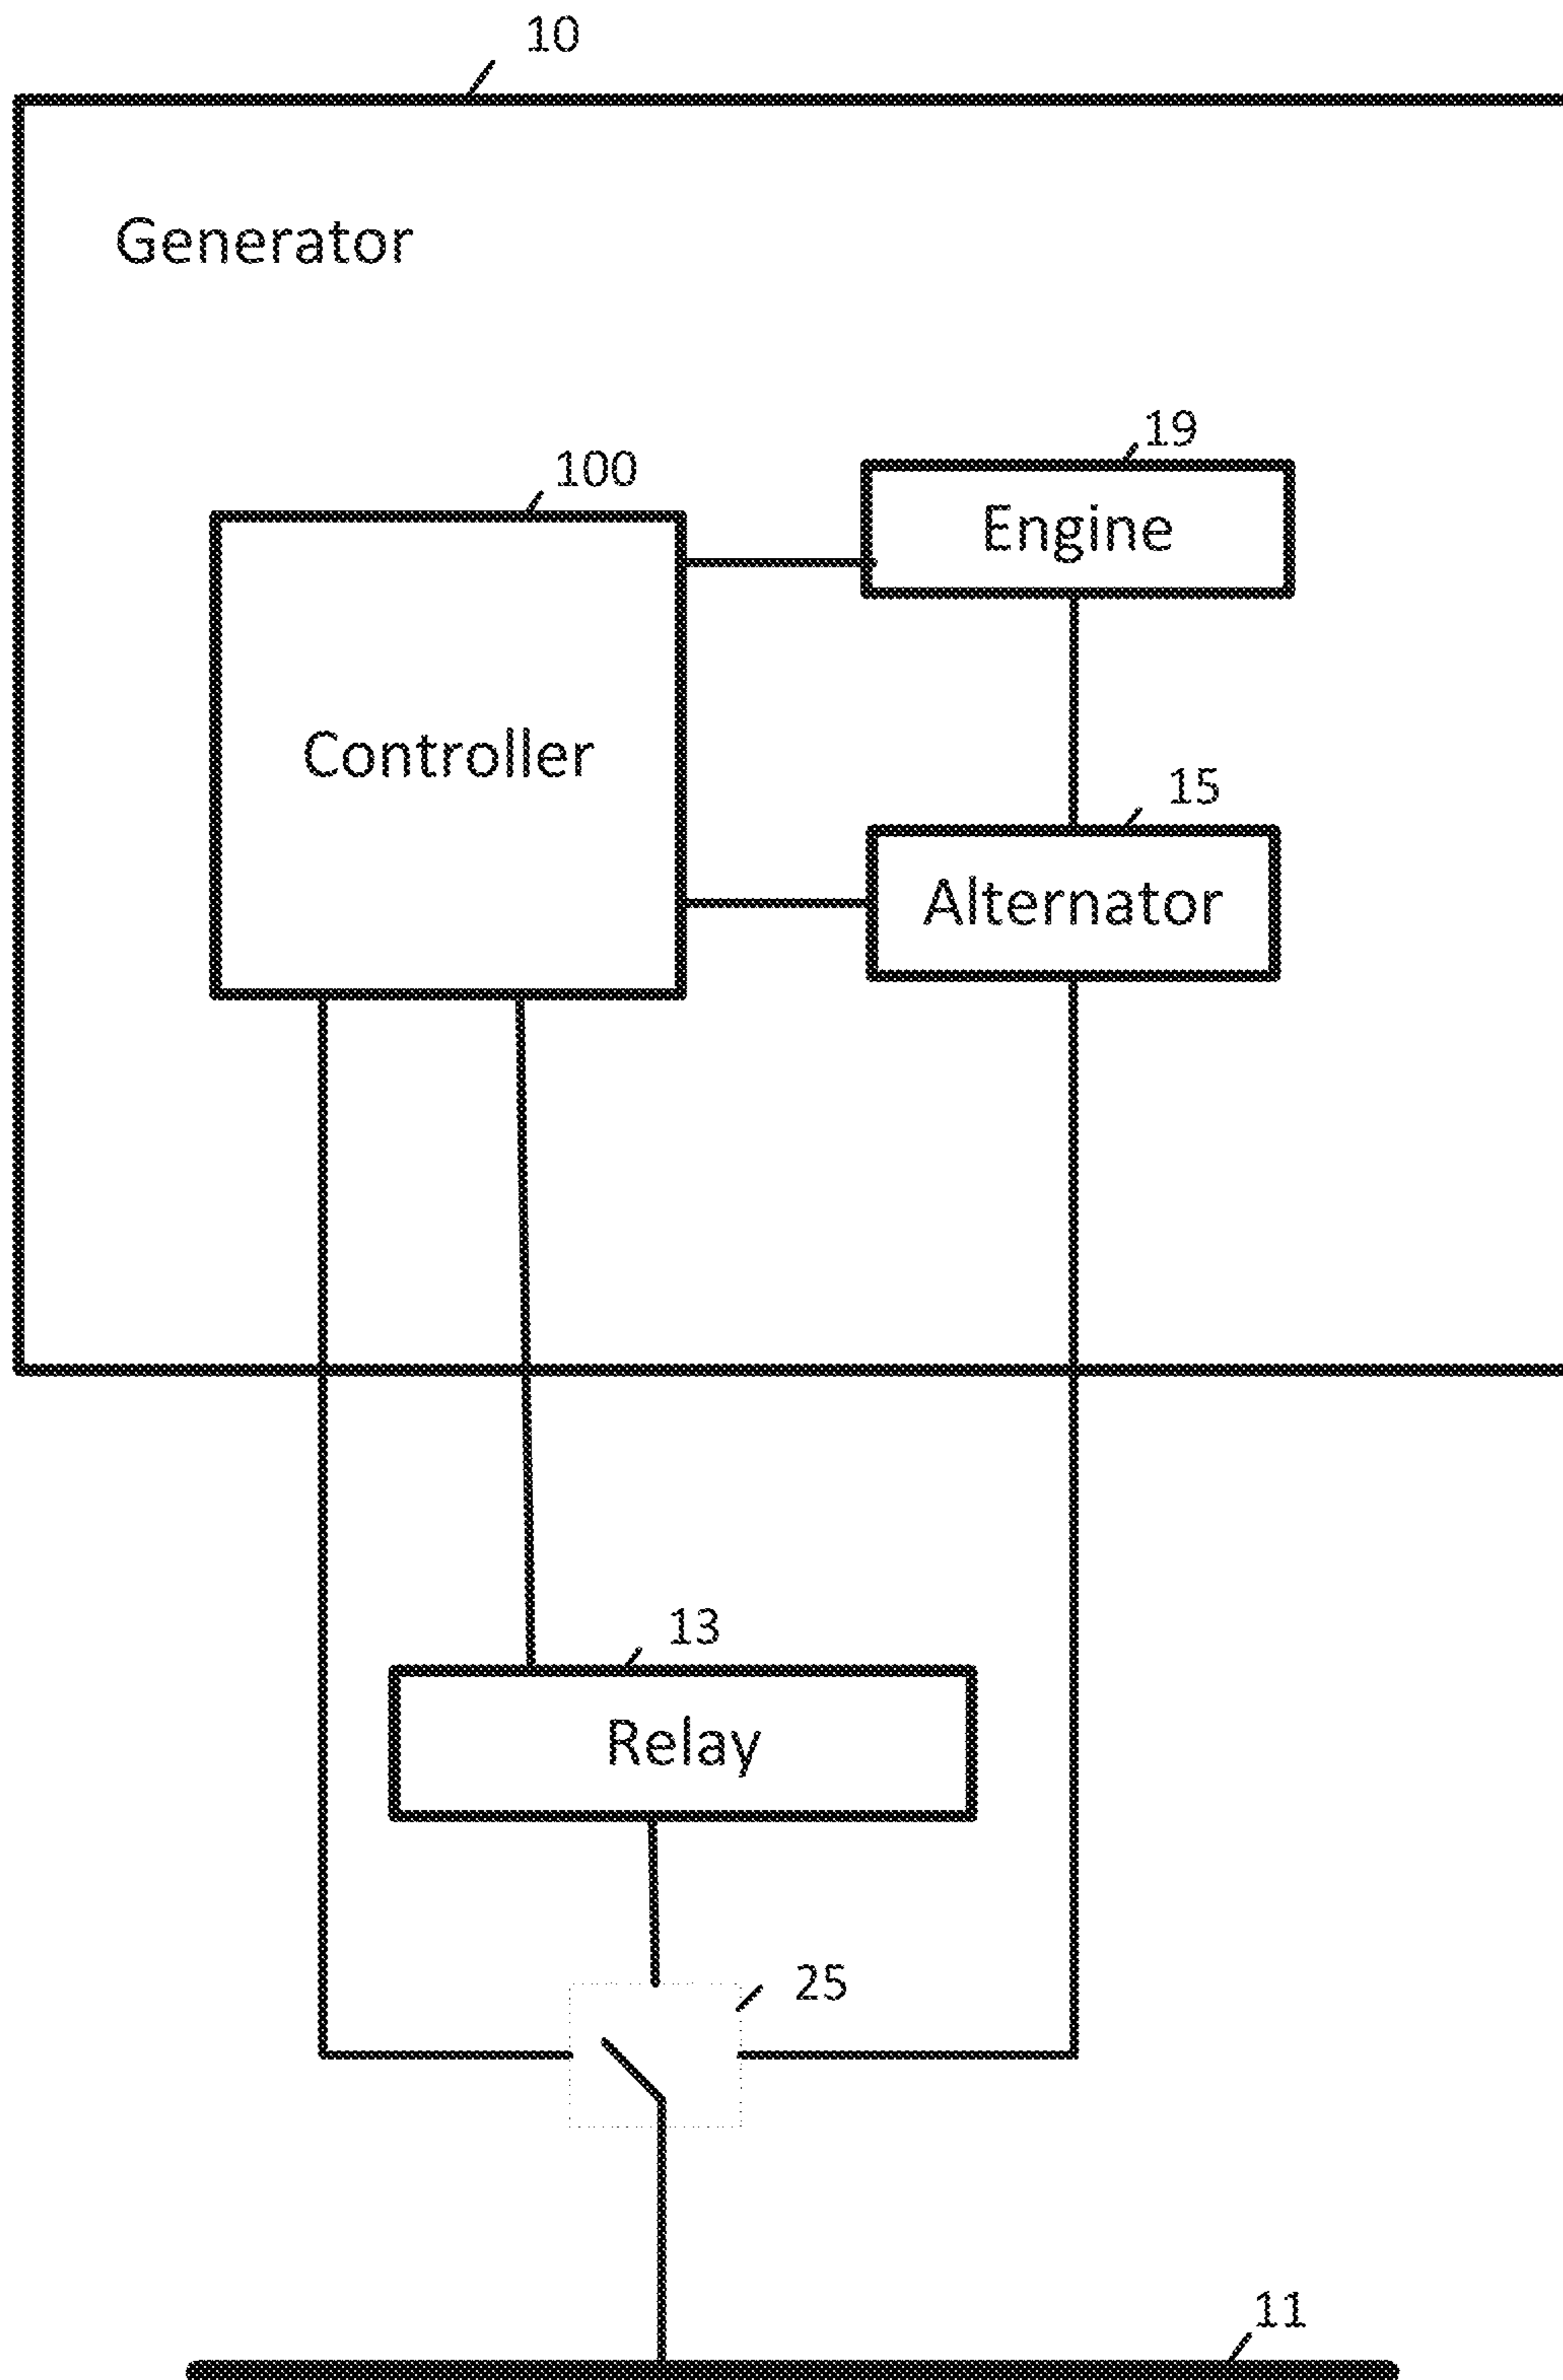 10
Generator
19
100
Engine
Controller
15
Alternator
13
Relay
25
11